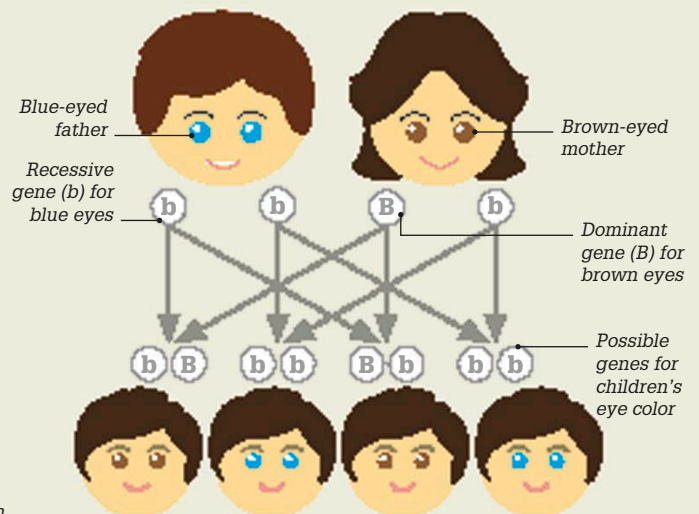 Blue-eyed
father
Brown-eyed
mother
Recessive
gene (b) for
blue eyes
b b B b
Dominant
gene (B) for
brown eyes
Possible
genes for
children's
eye color
b B b b B b b b